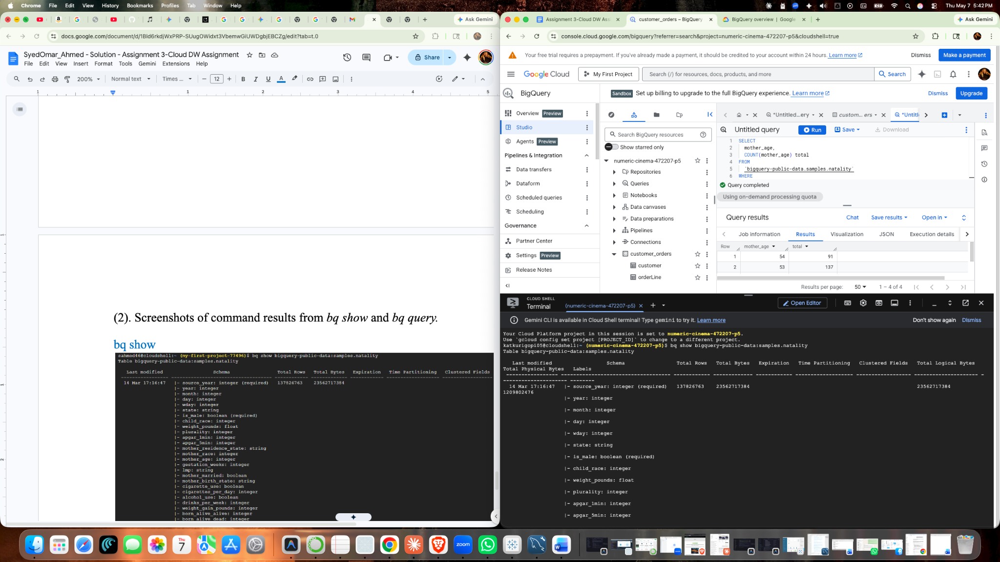 Chrome File Edit View History Bookmarks Profiles Tab Window Help
Thu May 7 5:42 PM
Ask Gemini
docs.google.com/document/d/1Bld6rkdjWxPRP-SUugOWidxt3VbemwGiUWDgbjEBCZg/edit?tab=t.0
SyedOmar_Ahmed - Solution - Assignment 3-Cloud DW Assignment
File Edit View Insert Format Tools Gemini Extensions Help
Share
200% Normal text Times ... 12
1 1 2 3 4 5
(2). Screenshots of command results from bq show and bq query.
bq show
sahmed46@cloudshell:~ (my-first-project-77496)$ bq show bigquery-public-data:samples.natality
Table bigquery-public-data:samples.natality
Last modified Schema Total Rows Total Bytes Expiration Time Partitioning Clustered Fields
14 Mar 17:16:47 |- source_year: integer (required) 137826763 23562717384
|- year: integer
|- month: integer
|- day: integer
|- wday: integer
|- state: string
|- is_male: boolean (required)
|- child_race: integer
|- weight_pounds: float
|- plurality: integer
|- apgar_1min: integer
|- apgar_5min: integer
|- mother_residence_state: string
|- mother_race: integer
|- mother_age: integer
|- gestation_weeks: integer
|- lmp: string
|- mother_married: boolean
|- mother_birth_state: string
|- cigarette_use: boolean
|- cigarettes_per_day: integer
|- alcohol_use: boolean
|- drinks_per_week: integer
|- weight_gain_pounds: integer
|- born_alive_alive: integer
|- born_alive_dead: integer
Assignment 3-Cloud DW Ass
customer_orders – BigQuery
BigQuery overview | Google
Ask Gemini
console.cloud.google.com/bigquery?referrer=search&project=numeric-cinema-472207-p5&cloudshell=true
Your free trial requires a prepayment. If you've already made a payment, it should be credited to your account within 24 hours. Learn more
Dismiss
Make a payment
Google Cloud
My First Project
Search (/) for resources, docs, products, and more
Search
BigQuery
Sandbox Set up billing to upgrade to the full BigQuery experience. Learn more
Dismiss
Upgrade
Overview Preview
Studio
Agents Preview
Pipelines & Integration
Data transfers
Dataform
Scheduled queries
Scheduling
Governance
Partner Center
Settings Preview
Release Notes
Search BigQuery resources
Show starred only
numeric-cinema-472207-p5
Repositories
Queries
Notebooks
Data canvases
Data preparations
Pipelines
Connections
customer_orders
customer
orderLine
*Untitled...ery
custom... ers
*Untitl
Untitled query
Run
Save
Download
1 SELECT
2 mother_age,
3 COUNT(mother_age) total
4 FROM
5 `bigquery-public-data.samples.natality`
6 WHERE
Query completed
Using on-demand processing quota
Query results
Chat
Save results
Open in
Job information Results Visualization JSON Execution details
Row mother_age total
1 54 91
2 53 137
Results per page: 50 1 – 4 of 4
CLOUD SHELL
Terminal
(numeric-cinema-472207-p5)
Open Editor
Gemini CLI is available in Cloud Shell terminal! Type gemini to try it. Learn more
Don't show again
Dismiss
Your Cloud Platform project in this session is set to numeric-cinema-472207-p5.
Use `gcloud config set project [PROJECT_ID]` to change to a different project.
katkurigopi05@cloudshell:~ (numeric-cinema-472207-p5)$ bq show bigquery-public-data:samples.natality
Table bigquery-public-data:samples.natality
Last modified Schema Total Rows Total Bytes Expiration Time Partitioning Clustered Fields Total Logical Bytes
Total Physical Bytes Labels
14 Mar 17:16:47 |- source_year: integer (required) 137826763 23562717384 23562717384
1209802476
|- year: integer
|- month: integer
|- day: integer
|- wday: integer
|- state: string
|- is_male: boolean (required)
|- child_race: integer
|- weight_pounds: float
|- plurality: integer
|- apgar_1min: integer
|- apgar_5min: integer
Thu
7
zoom